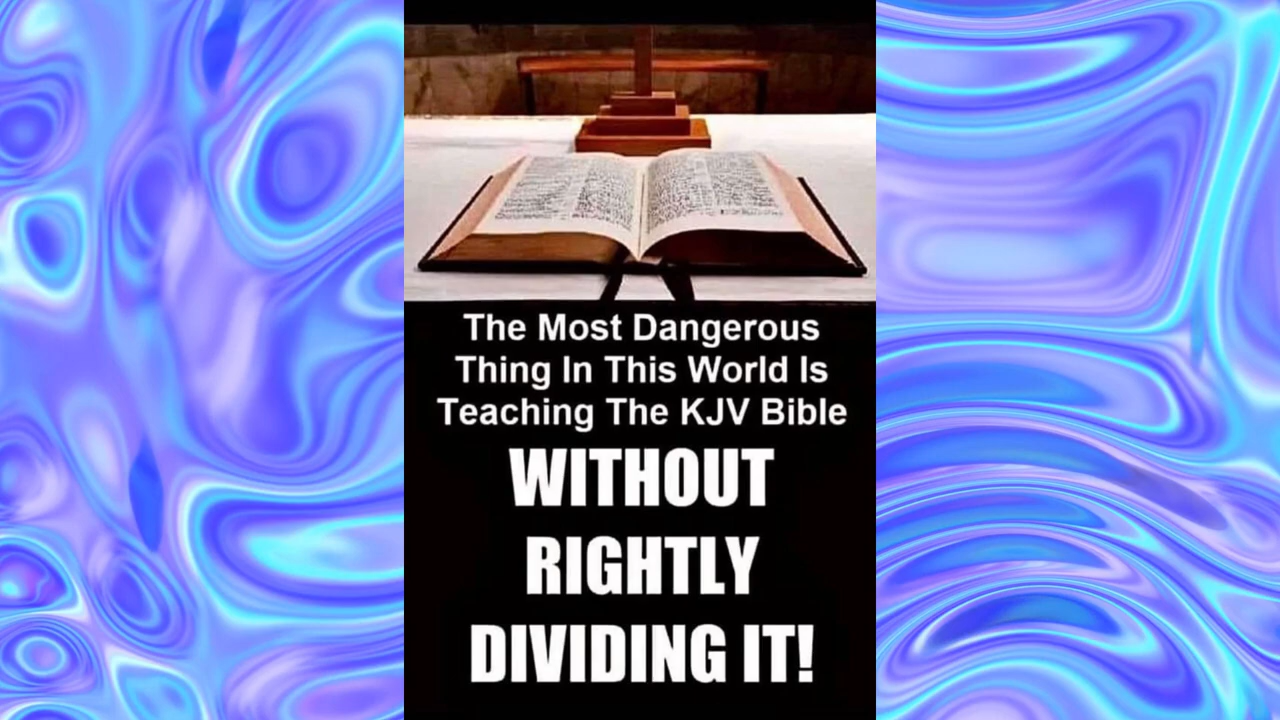 The Most Dangerous
Thing In This World Is
Teaching The KJV Bible
WITHOUT
RIGHTLY
DIVIDING IT!